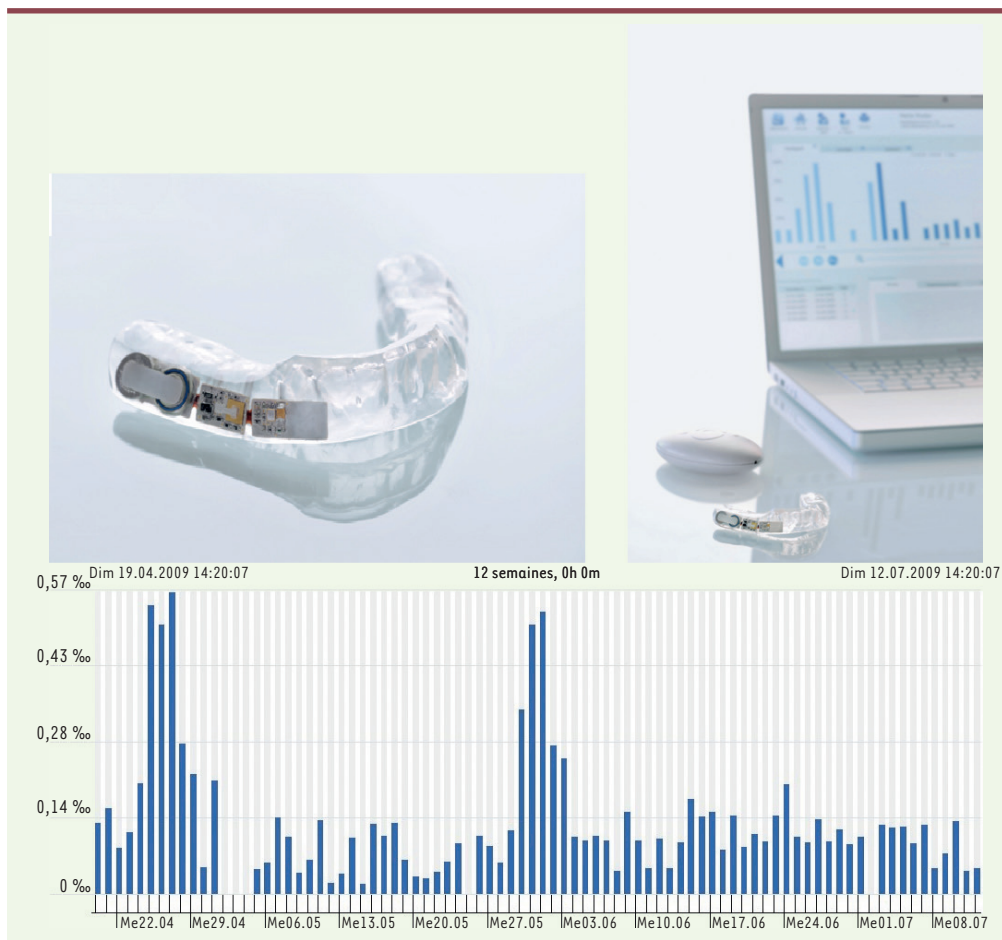 Dim 19.04.2009 14:20:07 12 semaines, 0h 0m Dim 12.07.2009 14:20:07
0,57 ‰
0,43 ‰
0,28 ‰
0,14 ‰
0 ‰
Me22.04 Me29.04 Me06.05 Me13.05 Me20.05 Me27.05 Me03.06 Me10.06 Me17.06 Me24.06 Me01.07 Me08.07